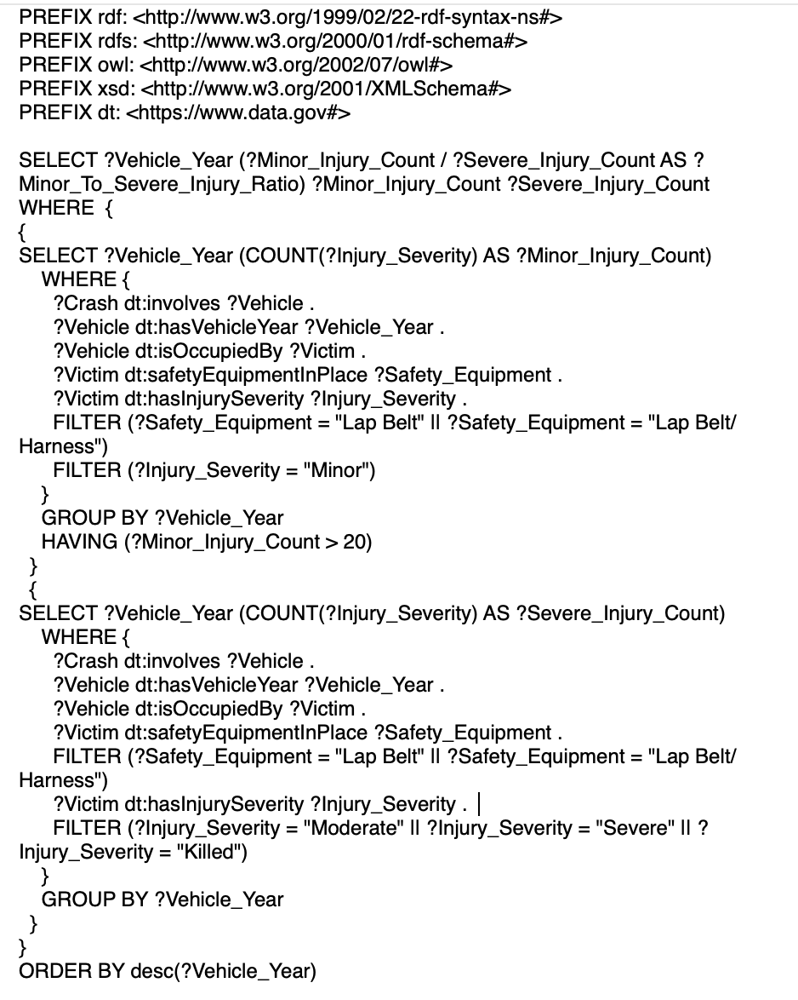 PREFIX rdf: <http://www.w3.org/1999/02/22-rdf-syntax-ns#>
PREFIX rdfs: <http://www.w3.org/2000/01/rdf-schema#>
PREFIX owl: <http://www.w3.org/2002/07/owl#>
PREFIX xsd: <http://www.w3.org/2001/XMLSchema#>
PREFIX dt: <https://www.data.gov#>

SELECT ?Vehicle_Year (?Minor_Injury_Count / ?Severe_Injury_Count AS ?
Minor_To_Severe_Injury_Ratio) ?Minor_Injury_Count ?Severe_Injury_Count
WHERE  {
{
SELECT ?Vehicle_Year (COUNT(?Injury_Severity) AS ?Minor_Injury_Count)
    WHERE {
      ?Crash dt:involves ?Vehicle .
      ?Vehicle dt:hasVehicleYear ?Vehicle_Year .
      ?Vehicle dt:isOccupiedBy ?Victim .
      ?Victim dt:safetyEquipmentInPlace ?Safety_Equipment .
      ?Victim dt:hasInjurySeverity ?Injury_Severity .
      FILTER (?Safety_Equipment = "Lap Belt" || ?Safety_Equipment = "Lap Belt/
Harness")
      FILTER (?Injury_Severity = "Minor")
    }
    GROUP BY ?Vehicle_Year
    HAVING (?Minor_Injury_Count > 20)
  }
  {
SELECT ?Vehicle_Year (COUNT(?Injury_Severity) AS ?Severe_Injury_Count)
    WHERE {
      ?Crash dt:involves ?Vehicle .
      ?Vehicle dt:hasVehicleYear ?Vehicle_Year .
      ?Vehicle dt:isOccupiedBy ?Victim .
      ?Victim dt:safetyEquipmentInPlace ?Safety_Equipment .
      FILTER (?Safety_Equipment = "Lap Belt" || ?Safety_Equipment = "Lap Belt/
Harness")
      ?Victim dt:hasInjurySeverity ?Injury_Severity .
      FILTER (?Injury_Severity = "Moderate" || ?Injury_Severity = "Severe" || ?
Injury_Severity = "Killed")
    }
    GROUP BY ?Vehicle_Year
  }
}
ORDER BY desc(?Vehicle_Year)